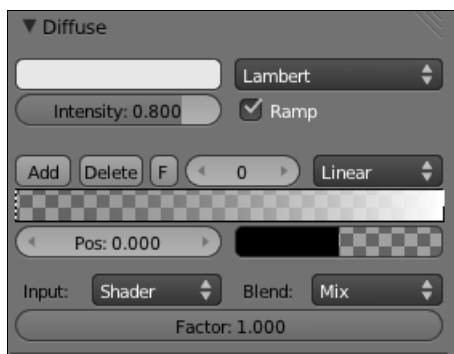 Diffuse
Lambert
Intensity: 0.800 Ramp
Add Delete F 0 Linear
Pos: 0.000
Input: Shader Blend: Mix
Factor: 1.000